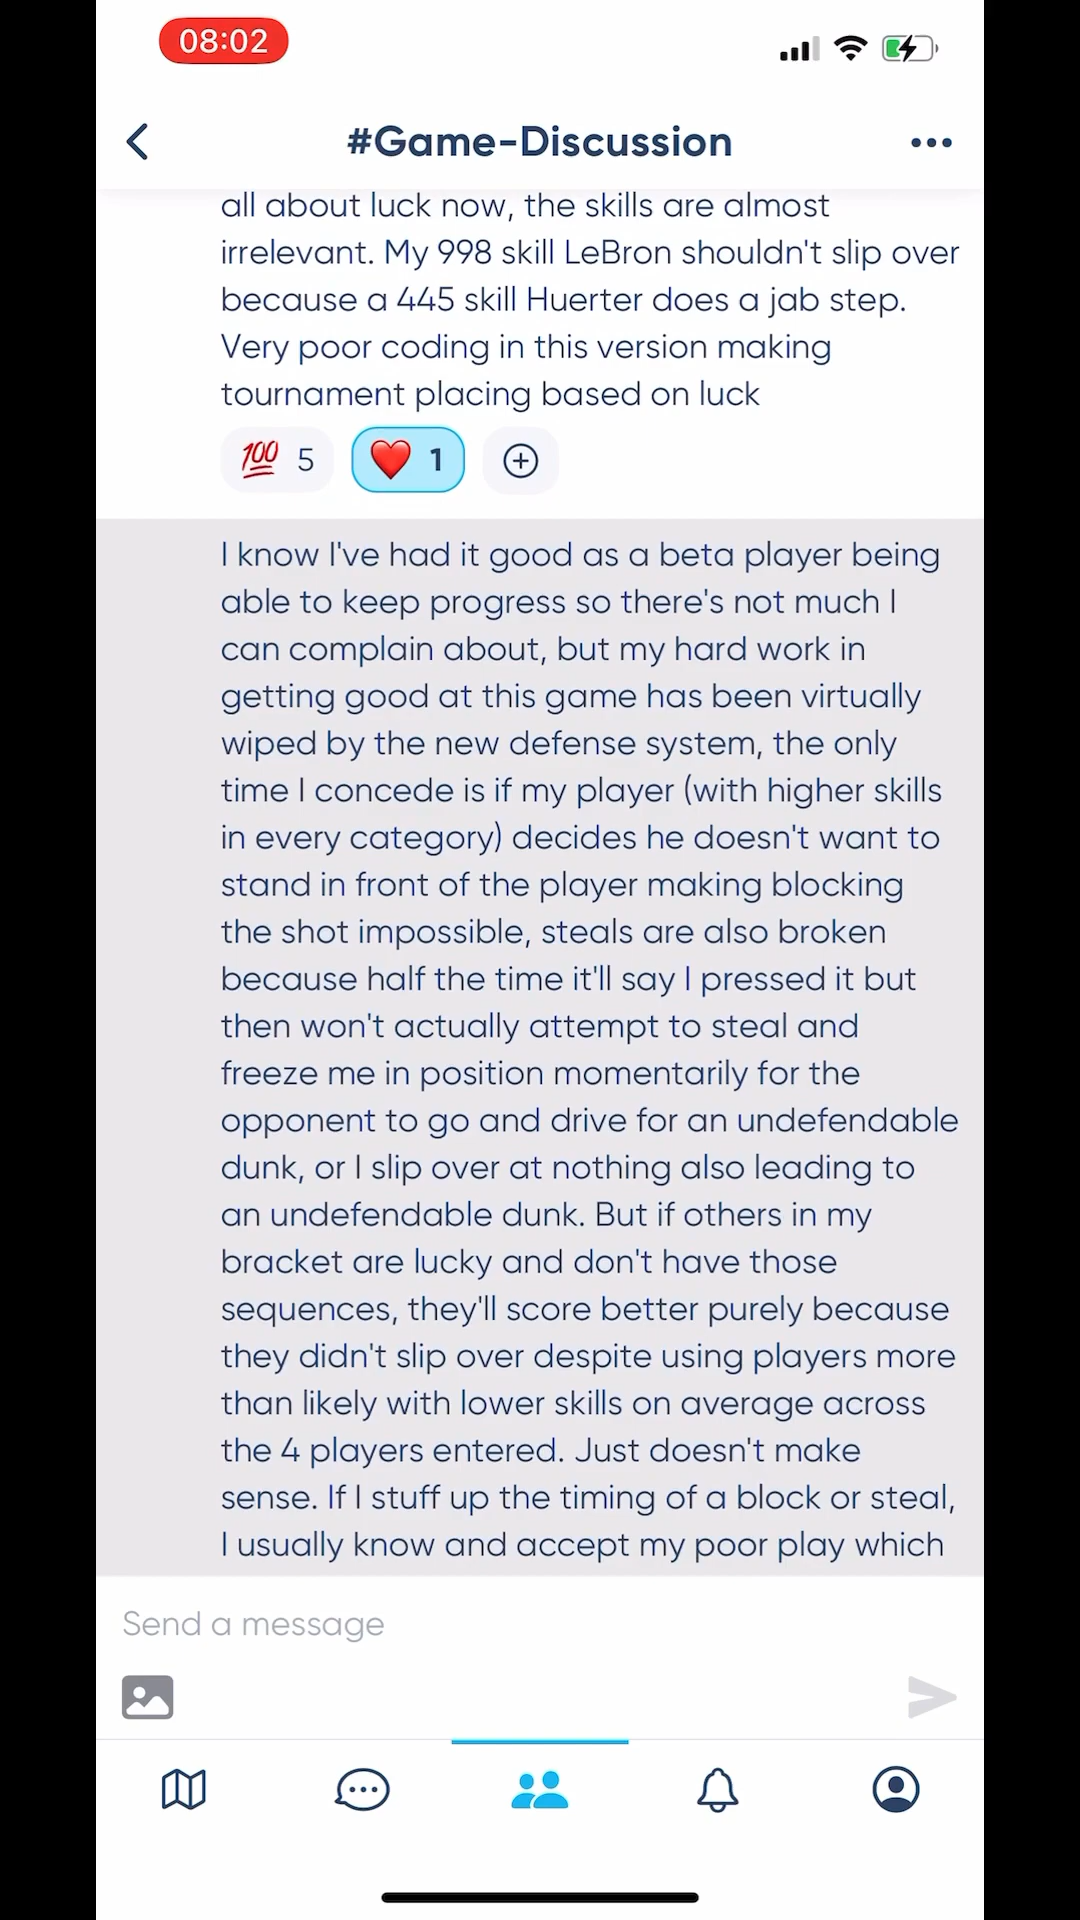 08:02
#Game-Discussion
all about luck now, the skills are almost
irrelevant. My 998 skill LeBron shouldn't slip over
because a 445 skill Huerter does a jab step.
Very poor coding in this version making
tournament placing based on luck
💯 5 ❤️ 1
I know I've had it good as a beta player being
able to keep progress so there's not much I
can complain about, but my hard work in
getting good at this game has been virtually
wiped by the new defense system, the only
time I concede is if my player (with higher skills
in every category) decides he doesn't want to
stand in front of the player making blocking
the shot impossible, steals are also broken
because half the time it'll say I pressed it but
then won't actually attempt to steal and
freeze me in position momentarily for the
opponent to go and drive for an undefendable
dunk, or I slip over at nothing also leading to
an undefendable dunk. But if others in my
bracket are lucky and don't have those
sequences, they'll score better purely because
they didn't slip over despite using players more
than likely with lower skills on average across
the 4 players entered. Just doesn't make
sense. If I stuff up the timing of a block or steal,
I usually know and accept my poor play which
Send a message